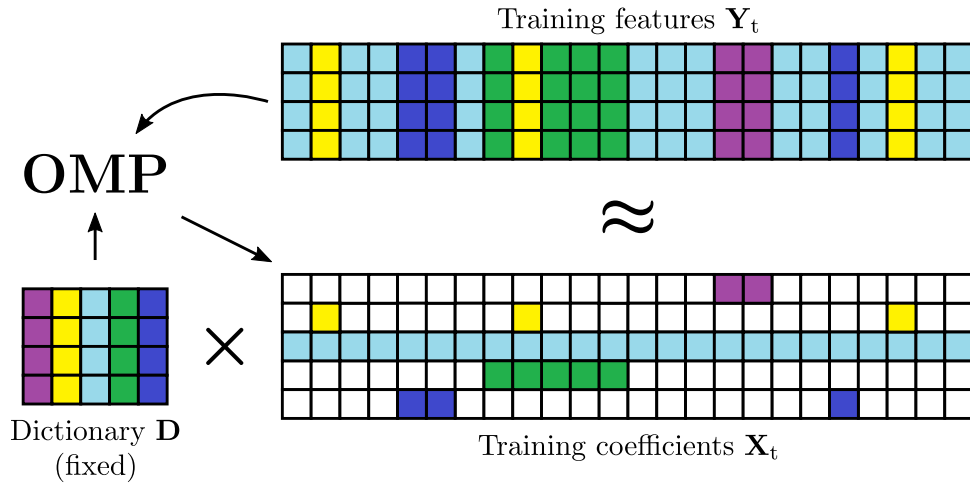 Training features Yₜ
OMP
≈
×
Dictionary D
(fixed)
Training coefficients Xₜ